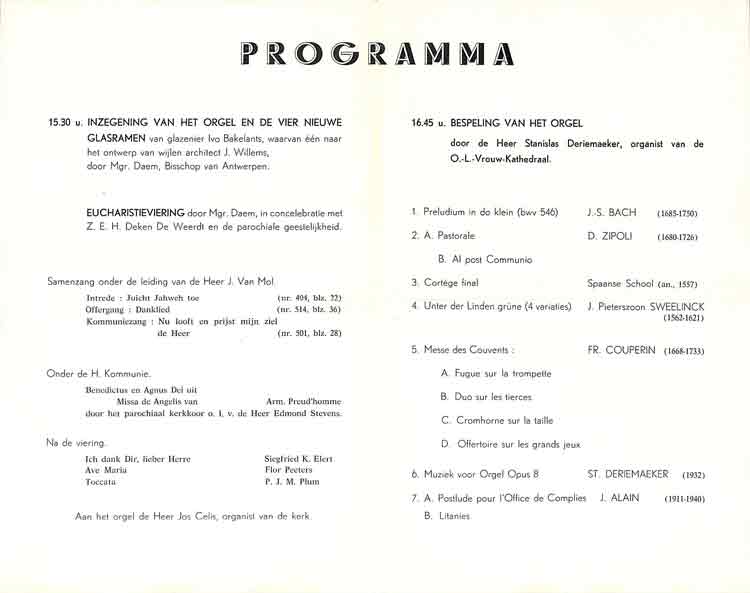 PROGRAMMA
15.30 u. INZEGENING VAN HET ORGEL EN DE VIER NIEUWE
GLASRAMEN van glazenier Ivo Bakelants, waarvan één naar
het ontwerp van wijlen architect J. Willems,
door Mgr. Daem, Bisschop van Antwerpen.
EUCHARISTIEVIERING door Mgr. Daem, in concelebratie met
Z. E. H. Deken De Weerdt en de parochiale geestelijkheid.
Samenzang onder de leiding van de Heer J. Van Mol.
Intrede : Juicht Jahweh toe (nr. 404, blz. 22)
Offergang : Danklied (nr. 514, blz. 36)
Kommuniezang : Nu looft en prijst mijn ziel
de Heer (nr. 501, blz. 28)
Onder de H. Kommunie.
Benedictus en Agnus Dei uit
Missa de Angelis van Arm. Preud'homme
door het parochiaal kerkkoor o. l. v. de Heer Edmond Stevens.
Na de viering.
Ich dank Dir, lieber Herre Siegfried K. Elert
Ave Maria Flor Peeters
Toccata P. J. M. Plum
Aan het orgel de Heer Jos Celis, organist van de kerk.
16.45 u. BESPELING VAN HET ORGEL
door de Heer Stanislas Deriemaeker, organist van de
O.-L.-Vrouw-Kathedraal.
1. Preludium in do klein (bwv 546) J.-S. BACH (1685-1750)
2. A. Pastorale D. ZIPOLI (1680-1726)
B. Al post Communio
3. Cortège final Spaanse School (an., 1557)
4. Unter der Linden grüne (4 variaties) J. Pieterszoon SWEELINCK
(1562-1621)
5. Messe des Couvents : FR. COUPERIN (1668-1733)
A. Fugue sur la trompette
B. Duo sur les tierces
C. Cromhorne sur la taille
D. Offertoire sur les grands jeux
6. Muziek voor Orgel Opus 8 ST. DERIEMAEKER (1932)
7. A. Postlude pour l'Office de Complies J. ALAIN (1911-1940)
B. Litanies